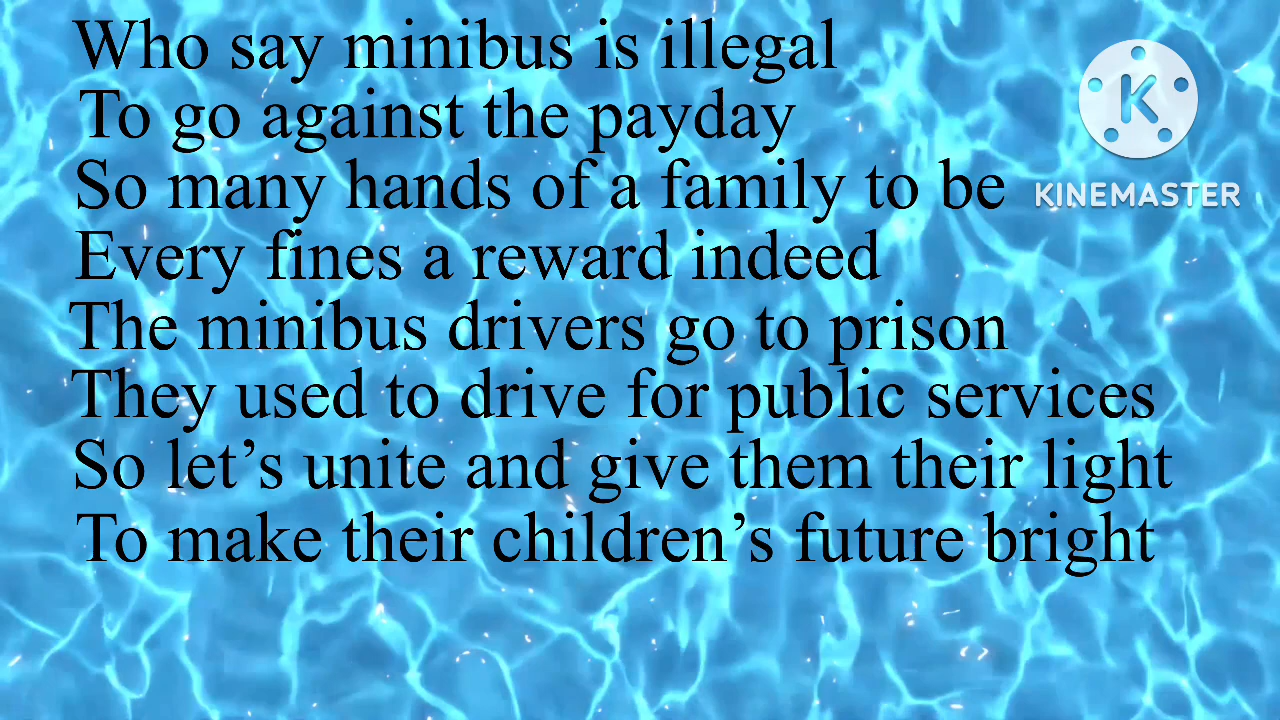 Who say minibus is illegal
To go against the payday
So many hands of a family to be
Every fines a reward indeed
The minibus drivers go to prison
They used to drive for public services
So let’s unite and give them their light
To make their children’s future bright
K
KINEMASTER